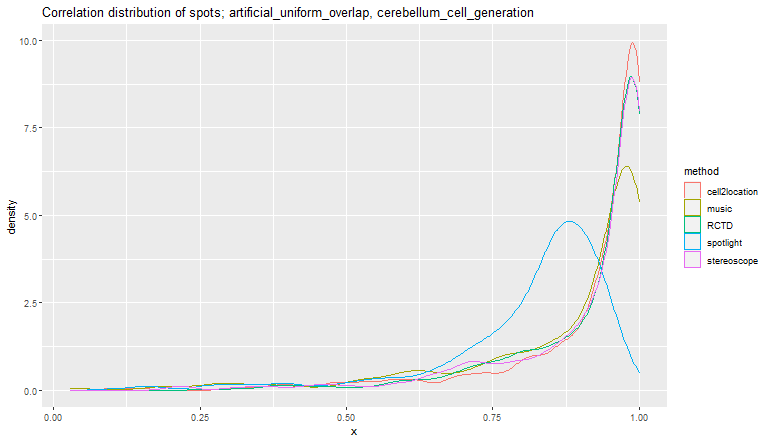 Correlation distribution of spots; artificial_uniform_overlap, cerebellum_cell_generation
10.0
7.5
5.0
2.5
0.0
density
0.00
0.25
0.50
0.75
1.00
x
method
cell2location
music
RCTD
spotlight
stereoscope